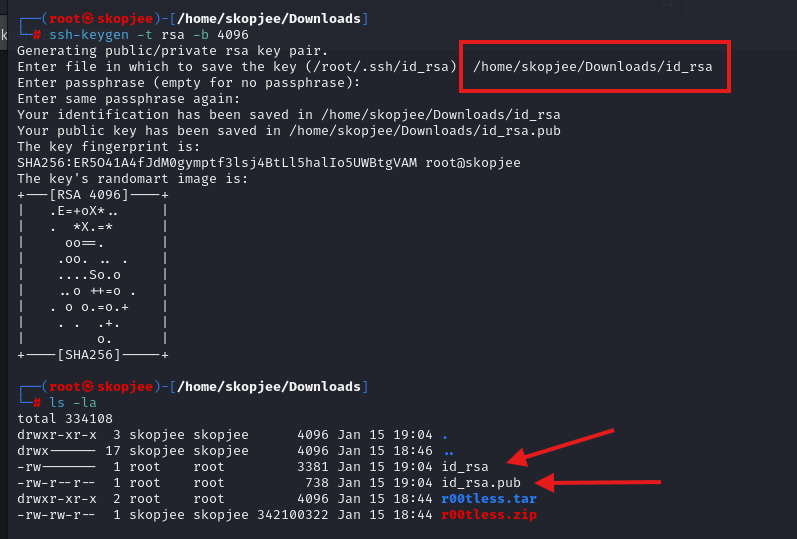 ┌──(root㉿skopjee)-[/home/skopjee/Downloads]
└─# ssh-keygen -t rsa -b 4096
Generating public/private rsa key pair.
Enter file in which to save the key (/root/.ssh/id_rsa) /home/skopjee/Downloads/id_rsa
Enter passphrase (empty for no passphrase):
Enter same passphrase again:
Your identification has been saved in /home/skopjee/Downloads/id_rsa
Your public key has been saved in /home/skopjee/Downloads/id_rsa.pub
The key fingerprint is:
SHA256:ER5O41A4fJdM0gymptf3lsj4BtLl5halIo5UWBtgVAM root@skopjee
The key's randomart image is:
+---[RSA 4096]----+
|   .E=+oX*..     |
|   .  *X.=*      |
|     oo==.       |
|    .oo. .. .    |
|    ....So.o     |
|    ..o ++=o .   |
|   . o o.=o.+    |
|    . .  .+.     |
|         o.      |
+----[SHA256]-----+
┌──(root㉿skopjee)-[/home/skopjee/Downloads]
└─# ls -la
total 334108
drwxr-xr-x  3 skopjee skopjee      4096 Jan 15 19:04 .
drwx------ 17 skopjee skopjee      4096 Jan 15 18:46 ..
-rw-------  1 root    root         3381 Jan 15 19:04 id_rsa
-rw-r--r--  1 root    root          738 Jan 15 19:04 id_rsa.pub
drwxr-xr-x  2 root    root         4096 Jan 15 18:44 r00tless.tar
-rw-rw-r--  1 skopjee skopjee 342100322 Jan 15 18:44 r00tless.zip